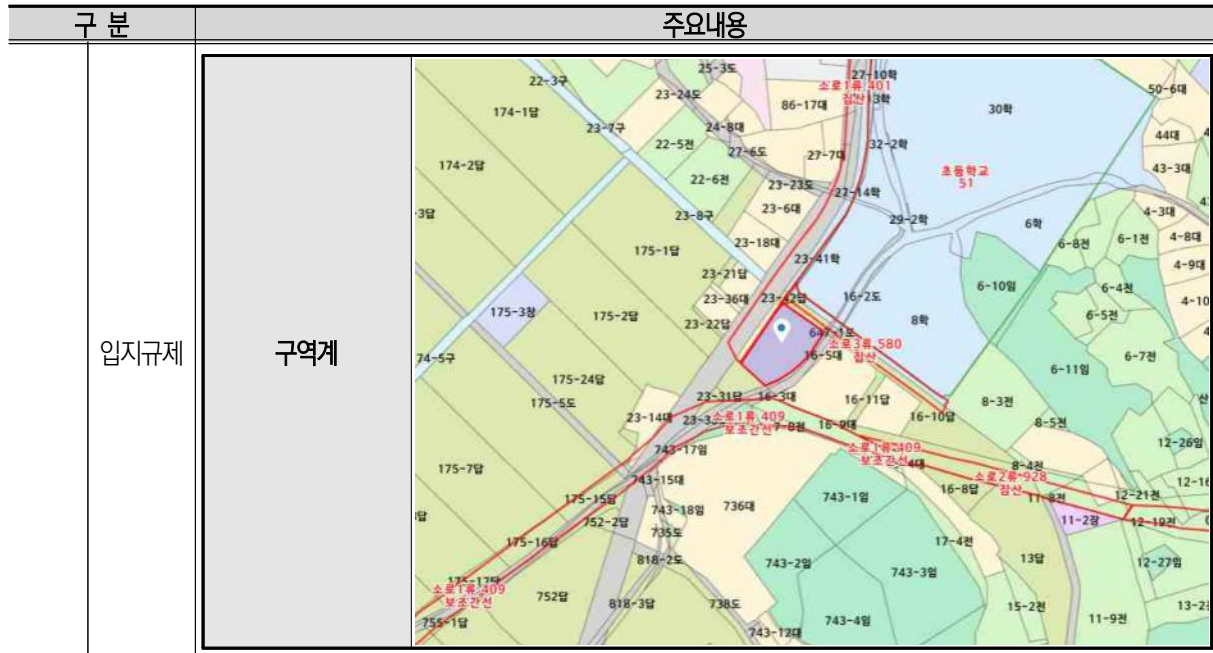 구 분 주요내용
입지규제 구역계
25-3도 27-10학
22-3구 소로1류 401 50-6대
23-24도 집산
174-1답 86-17대 30학
23-7구 24-8대 44대
22-5전 27-6도 27-7대 32-2학 43-3대
174-2답 초등학교
22-6전 23-23도 27-14학 51
23-8구 23-6대 29-2학 4-3대
6학 6-8전 6-1전 4-8대
175-1답 23-18대
23-41학 4-9대
23-21답 6-10임 6-4전
23-36대 23-42답 16-2도 4-10
175-3창 175-2답 8학 6-5전
23-22답 647-1도
소로3류 580
74-5구 16-5대 집산 6-7전
175-24답 6-11임
175-5도 23-31답 16-3대 16-11답 8-3전
23-14대 소로1류 409 16-9대 16-10답 8-5전
보조간선
743-17임 소로1류 409 12-26임
보조간선 8-4전
175-7답 743-15대 소로2류 928 12-16
743-1임 16-8답 집산 11-8전 12-21전
175-15답 743-18임 736대 11-2장 12-19전
752-2답 735도
175-16답 17-4전
818-2도 743-2임 743-3임 13답 12-27임
175-17답
소로1류 409
보조간선 752답 818-3답 738도 15-2전 13-2
755-1답 743-12대 743-4임 11-9전